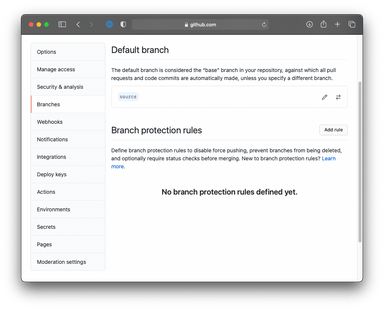 github.com
Options
Manage access
Security & analysis
Branches
Webhooks
Notifications
Integrations
Deploy keys
Actions
Environments
Secrets
Pages
Moderation settings
Default branch
The default branch is considered the "base" branch in your repository, against which all pull
requests and code commits are automatically made, unless you specify a different branch.
source
Branch protection rules
Add rule
Define branch protection rules to disable force pushing, prevent branches from being deleted,
and optionally require status checks before merging. New to branch protection rules? Learn
more.
No branch protection rules defined yet.